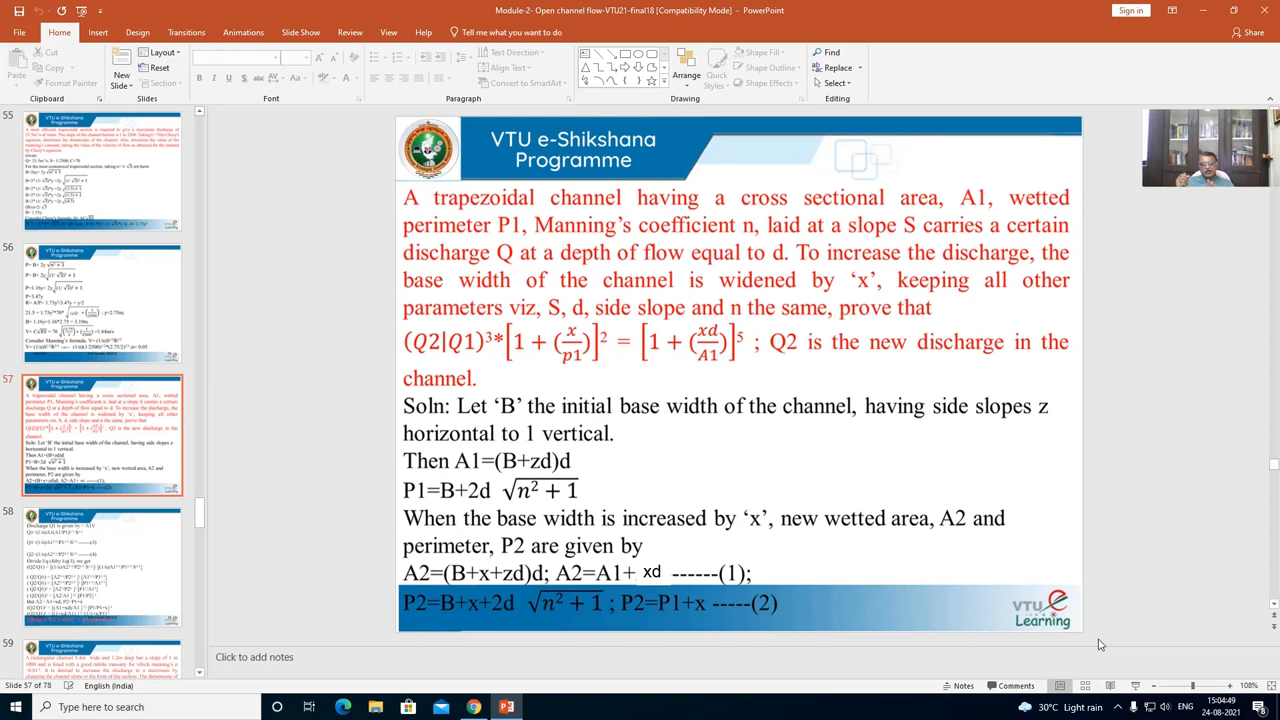 Module-2- Open channel flow-VTU21-final18 [Compatibility Mode] - PowerPoint
Sign in
File Home Insert Design Transitions Animations Slide Show Review View Help Tell me what you want to do
Share
Cut
Copy
Format Painter
Paste
Clipboard
New Slide
Layout
Reset
Section
Slides
Font
Text Direction
Align Text
Convert to SmartArt
Paragraph
Arrange
Quick Styles
Shape Fill
Shape Outline
Shape Effects
Drawing
Find
Replace
Select
Editing
55
56
57
58
59
VTU e-Shikshana
Programme
A trapezoidal channel having a cross sectional area, A1, wetted
perimeter P1, Manning's coefficient n, laid at a slope S carries a certain
discharge Q at a depth of flow equal to d. To increase the discharge, the
base width of the channel is widened by 'x', keeping all other
parameters viz, S, d, side slope and n the same, prove that
(Q2|Q1)³*[1 + (x/p1)]² = [1 + (xd/A1)]⁵ ; Q2 is the new discharge in the
channel.
Soln: Let 'B' the initial base width of the channel, having side slopes z
horizontal to 1 vertical.
Then A1=(B+zd)d
P1=B+2d √n² + 1
When the base width is increased by 'x', new wetted area, A2 and
perimeter, P2 are given by
A2=(B+x+zd)d; A2=A1+ xd ------(1);
P2=B+x+2d √n² + 1 : P2=P1+x -----(2)
VTU e
Learning
add notes
Slide 57 of 78 English (India)
Notes Comments 108%
Type here to search
30°C Light rain ENG 15:04:49
24-08-2021